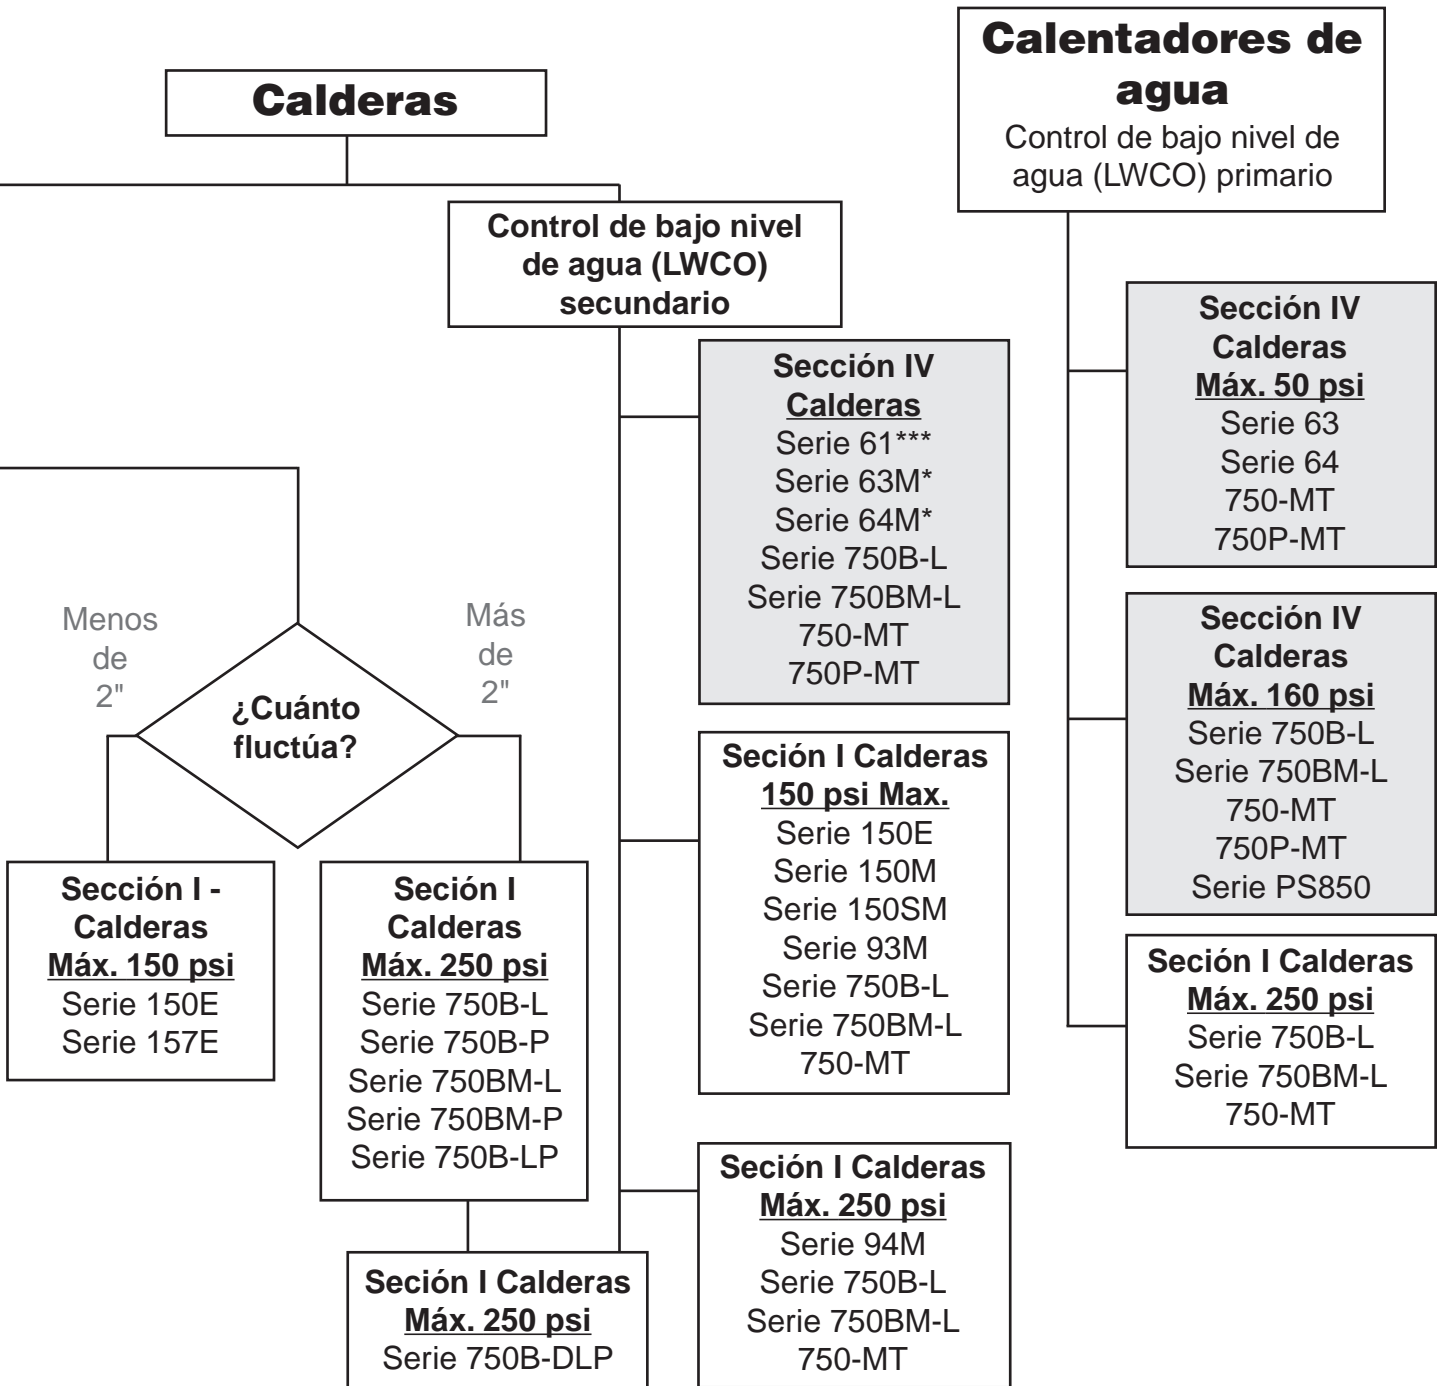 Calderas
Calentadores de
agua
Control de bajo nivel de
agua (LWCO) primario
Control de bajo nivel
de agua (LWCO)
secundario
Menos
de
2"
Más
de
2"
¿Cuánto
fluctúa?
Sección I -
Calderas
Máx. 150 psi
Serie 150E
Serie 157E
Seción I
Calderas
Máx. 250 psi
Serie 750B-L
Serie 750B-P
Serie 750BM-L
Serie 750BM-P
Serie 750B-LP
Seción I Calderas
Máx. 250 psi
Serie 750B-DLP
Sección IV
Calderas
Serie 61***
Serie 63M*
Serie 64M*
Serie 750B-L
Serie 750BM-L
750-MT
750P-MT
Seción I Calderas
150 psi Max.
Serie 150E
Serie 150M
Serie 150SM
Serie 93M
Serie 750B-L
Serie 750BM-L
750-MT
Seción I Calderas
Máx. 250 psi
Serie 94M
Serie 750B-L
Serie 750BM-L
750-MT
Sección IV
Calderas
Máx. 50 psi
Serie 63
Serie 64
750-MT
750P-MT
Sección IV
Calderas
Máx. 160 psi
Serie 750B-L
Serie 750BM-L
750-MT
750P-MT
Serie PS850
Seción I Calderas
Máx. 250 psi
Serie 750B-L
Serie 750BM-L
750-MT